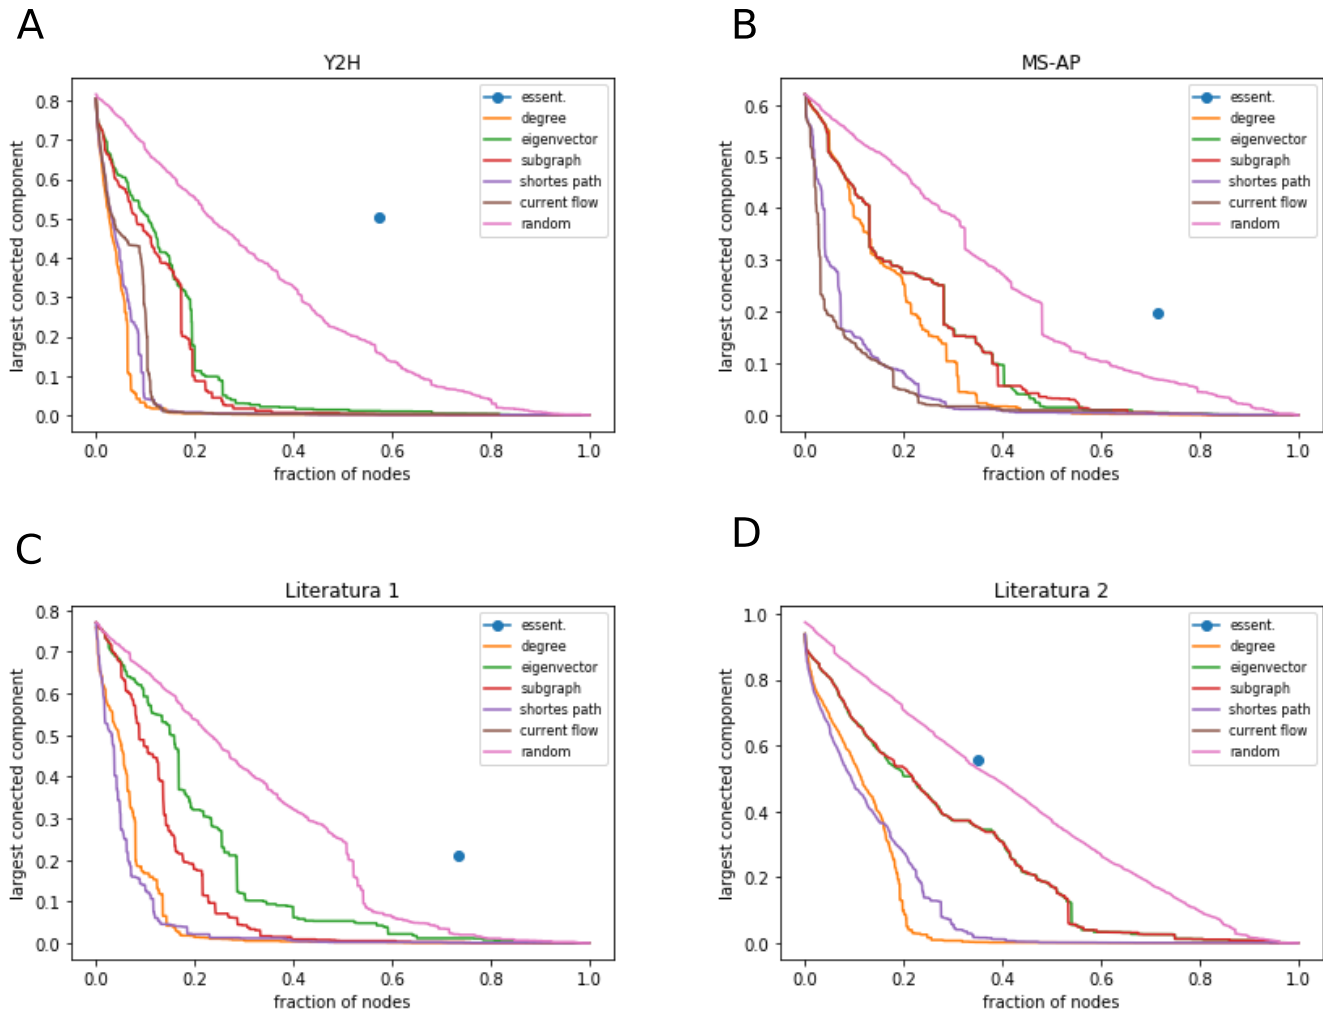 A
Y2H
largest conected component
0.8
0.7
0.6
0.5
0.4
0.3
0.2
0.1
0.0
essent.
degree
eigenvector
subgraph
shortes path
current flow
random
0.0 0.2 0.4 0.6 0.8 1.0
fraction of nodes
B
MS-AP
largest conected component
0.6
0.5
0.4
0.3
0.2
0.1
0.0
essent.
degree
eigenvector
subgraph
shortes path
current flow
random
0.0 0.2 0.4 0.6 0.8 1.0
fraction of nodes
C
Literatura 1
largest conected component
0.8
0.7
0.6
0.5
0.4
0.3
0.2
0.1
0.0
essent.
degree
eigenvector
subgraph
shortes path
current flow
random
0.0 0.2 0.4 0.6 0.8 1.0
fraction of nodes
D
Literatura 2
largest conected component
1.0
0.8
0.6
0.4
0.2
0.0
essent.
degree
eigenvector
subgraph
shortes path
current flow
random
0.0 0.2 0.4 0.6 0.8 1.0
fraction of nodes